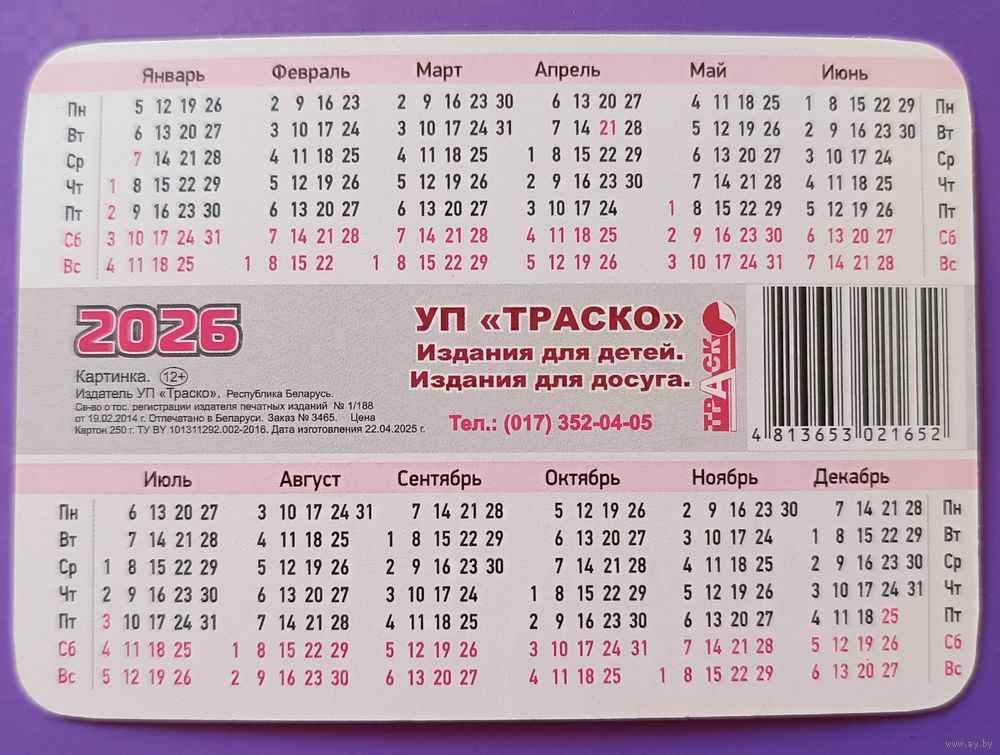 Январь Февраль Март Апрель Май Июнь
Пн 5 12 19 26 2 9 16 23 2 9 16 23 30 6 13 20 27 4 11 18 25 1 8 15 22 29 Пн
Вт 6 13 20 27 3 10 17 24 3 10 17 24 31 7 14 21 28 5 12 19 26 2 9 16 23 30 Вт
Ср 7 14 21 28 4 11 18 25 4 11 18 25 1 8 15 22 29 6 13 20 27 3 10 17 24 Ср
Чт 1 8 15 22 29 5 12 19 26 5 12 19 26 2 9 16 23 30 7 14 21 28 4 11 18 25 Чт
Пт 2 9 16 23 30 6 13 20 27 6 13 20 27 3 10 17 24 1 8 15 22 29 5 12 19 26 Пт
Сб 3 10 17 24 31 7 14 21 28 7 14 21 28 4 11 18 25 2 9 16 23 30 6 13 20 27 Сб
Вс 4 11 18 25 1 8 15 22 1 8 15 22 29 5 12 19 26 3 10 17 24 31 7 14 21 28 Вс
2026
Картинка. 12+
Издатель УП «Траско». Республика Беларусь.
Св-во о гос. регистрации издателя печатных изданий № 1/188
от 19.02.2014 г. Отпечатано в Беларуси. Заказ № 3465. Цена
Картон 250 г. ТУ BY 101311292.002-2016. Дата изготовления 22.04.2025 г.
УП «ТРАСКО»
Издания для детей.
Издания для досуга.
Тел.: (017) 352-04-05
ТРАСКО
4 813653 021652
Июль Август Сентябрь Октябрь Ноябрь Декабрь
Пн 6 13 20 27 3 10 17 24 31 7 14 21 28 5 12 19 26 2 9 16 23 30 7 14 21 28 Пн
Вт 7 14 21 28 4 11 18 25 1 8 15 22 29 6 13 20 27 3 10 17 24 1 8 15 22 29 Вт
Ср 1 8 15 22 29 5 12 19 26 2 9 16 23 30 7 14 21 28 4 11 18 25 2 9 16 23 30 Ср
Чт 2 9 16 23 30 6 13 20 27 3 10 17 24 1 8 15 22 29 5 12 19 26 3 10 17 24 31 Чт
Пт 3 10 17 24 31 7 14 21 28 4 11 18 25 2 9 16 23 30 6 13 20 27 4 11 18 25 Пт
Сб 4 11 18 25 1 8 15 22 29 5 12 19 26 3 10 17 24 31 7 14 21 28 5 12 19 26 Сб
Вс 5 12 19 26 2 9 16 23 30 6 13 20 27 4 11 18 25 1 8 15 22 29 6 13 20 27 Вс
www.ay.by